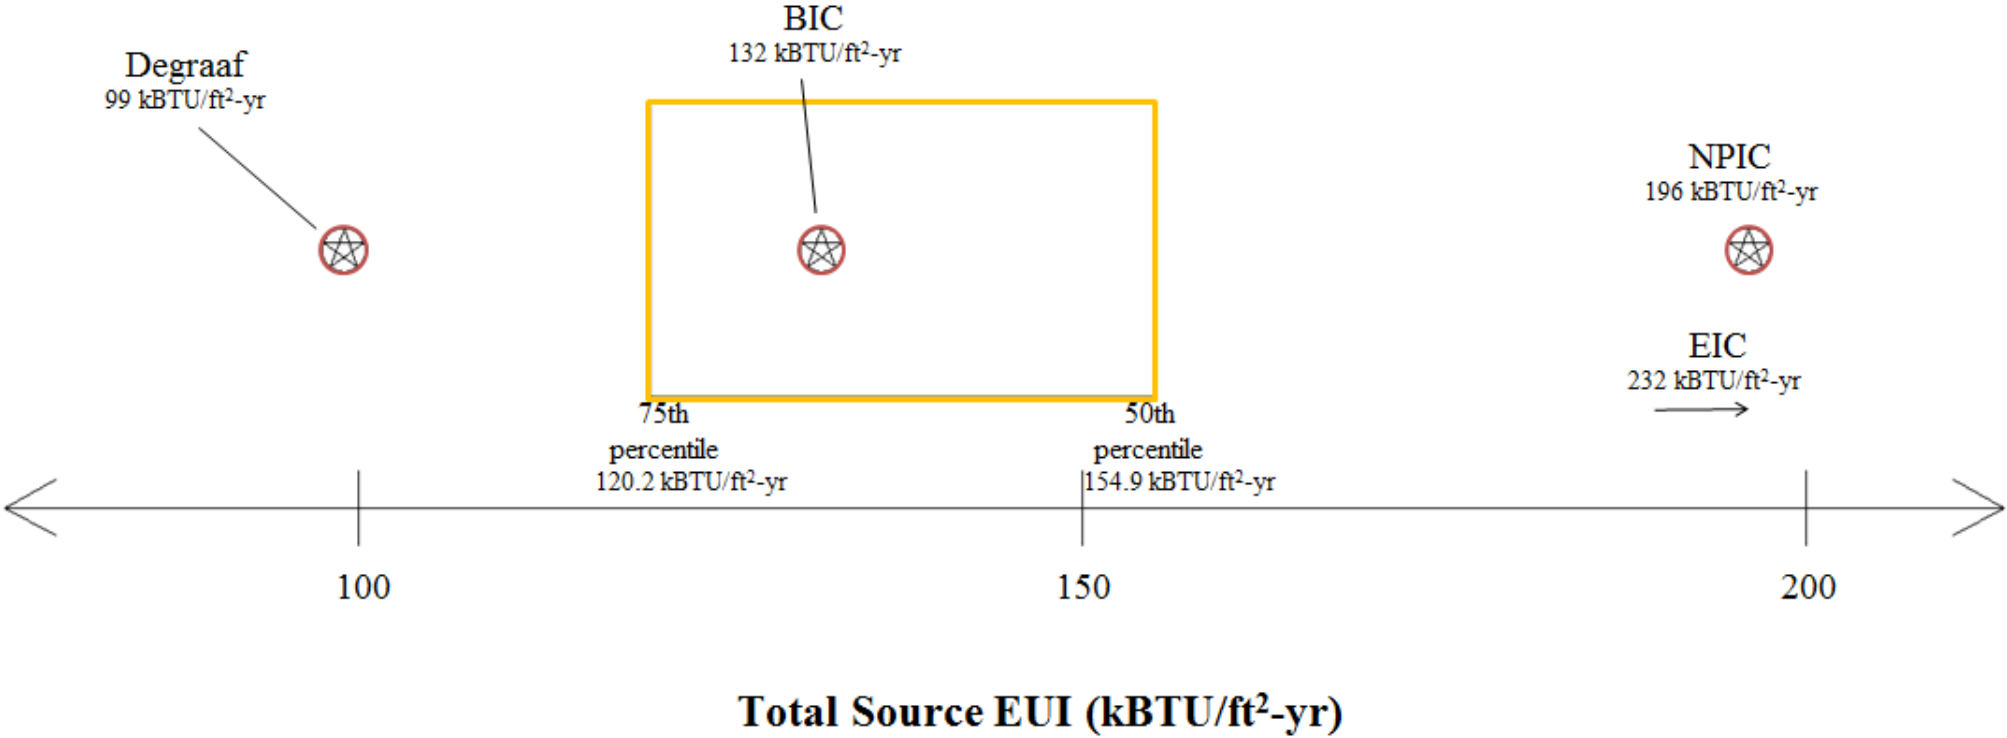 BIC
132 kBTU/ft²-yr
Degraaf
99 kBTU/ft²-yr
NPIC
196 kBTU/ft²-yr
EIC
232 kBTU/ft²-yr
75th
percentile
120.2 kBTU/ft²-yr
50th
percentile
154.9 kBTU/ft²-yr
100
150
200
Total Source EUI (kBTU/ft²-yr)